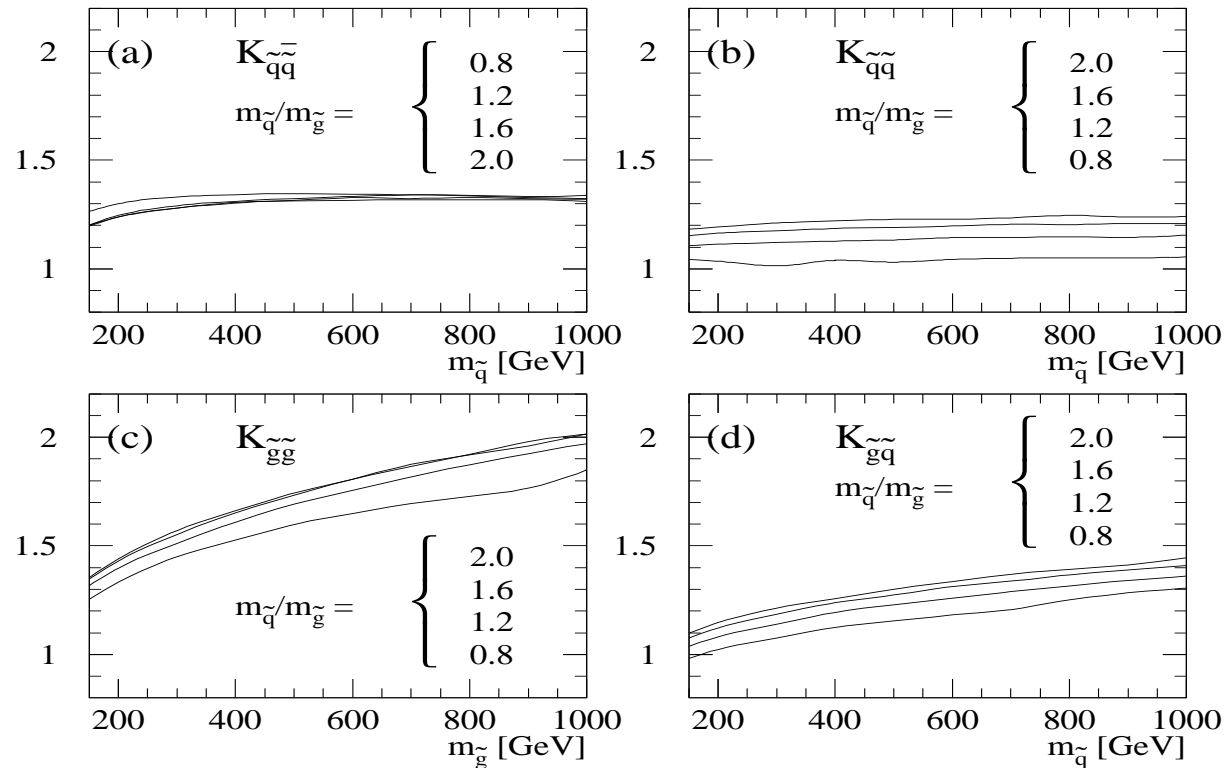 (a) K q̃q̃̄
m q̃/m g̃ =
0.8
1.2
1.6
2.0
2
1.5
1
200 400 600 800 1000
m q̃ [GeV]
(b) K q̃q̃
m q̃/m g̃ =
2.0
1.6
1.2
0.8
2
1.5
1
200 400 600 800 1000
m q̃ [GeV]
(c) K g̃g̃
m q̃/m g̃ =
2.0
1.6
1.2
0.8
2
1.5
1
200 400 600 800 1000
m g̃ [GeV]
(d) K g̃q̃
m q̃/m g̃ =
2.0
1.6
1.2
0.8
2
1.5
1
200 400 600 800 1000
m q̃ [GeV]